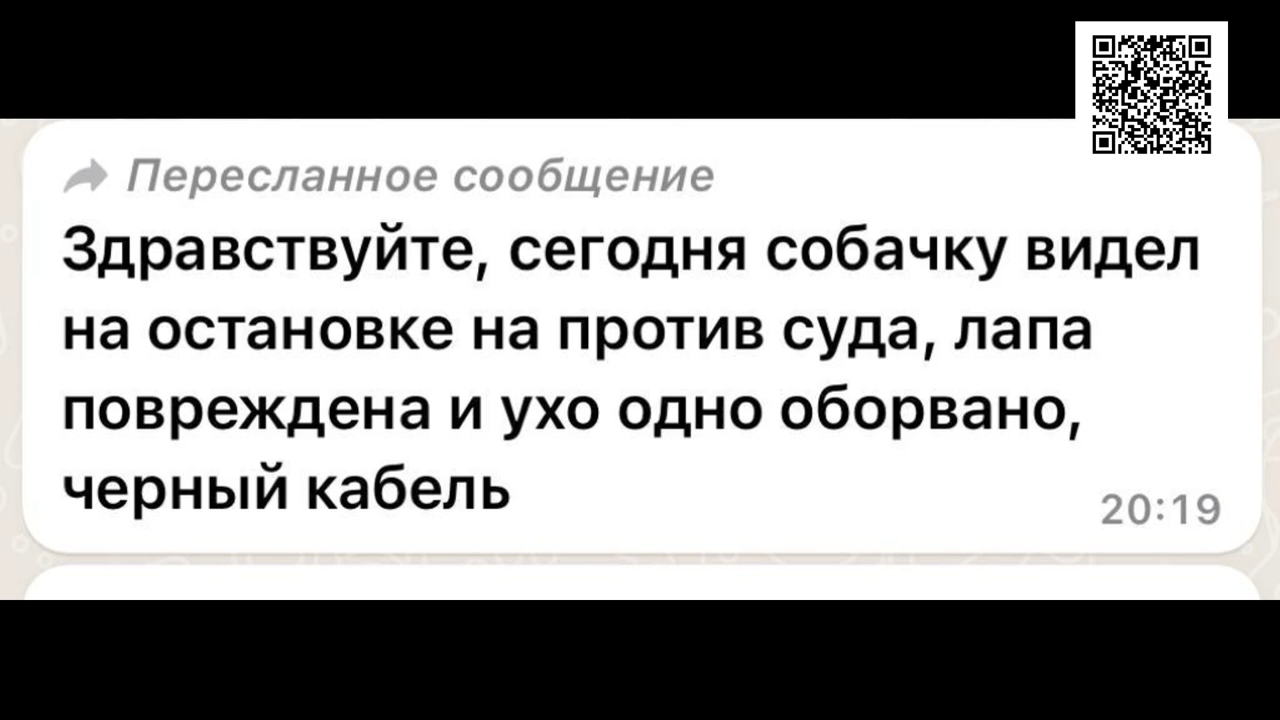 Пересланное сообщение
Здравствуйте, сегодня собачку видел
на остановке на против суда, лапа
повреждена и ухо одно оборвано,
черный кабель
20:19